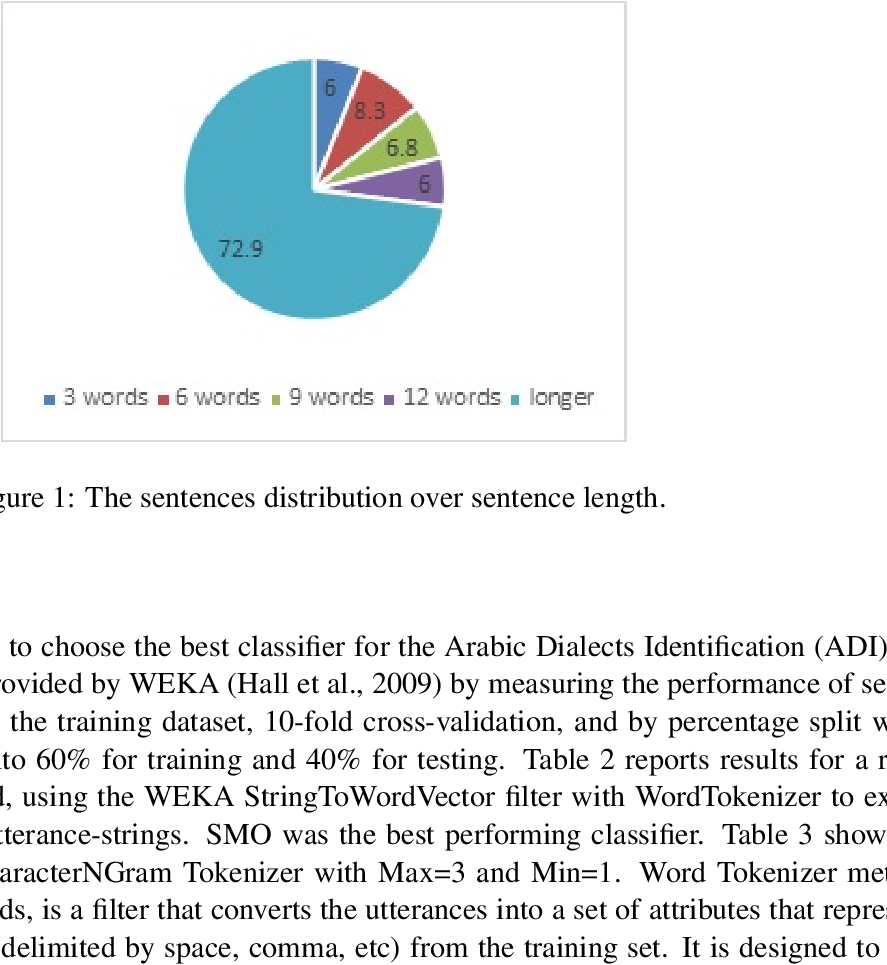 6
8.3
6.8
6
72.9
3 words 6 words 9 words 12 words longer
gure 1: The sentences distribution over sentence length.
to choose the best classifier for the Arabic Dialects Identification (ADI)
rovided by WEKA (Hall et al., 2009) by measuring the performance of se
the training dataset, 10-fold cross-validation, and by percentage split w
to 60% for training and 40% for testing. Table 2 reports results for a r
d, using the WEKA StringToWordVector filter with WordTokenizer to ex
tterance-strings. SMO was the best performing classifier. Table 3 show
aracterNGram Tokenizer with Max=3 and Min=1. Word Tokenizer met
ds, is a filter that converts the utterances into a set of attributes that repres
(delimited by space, comma, etc) from the training set. It is designed to